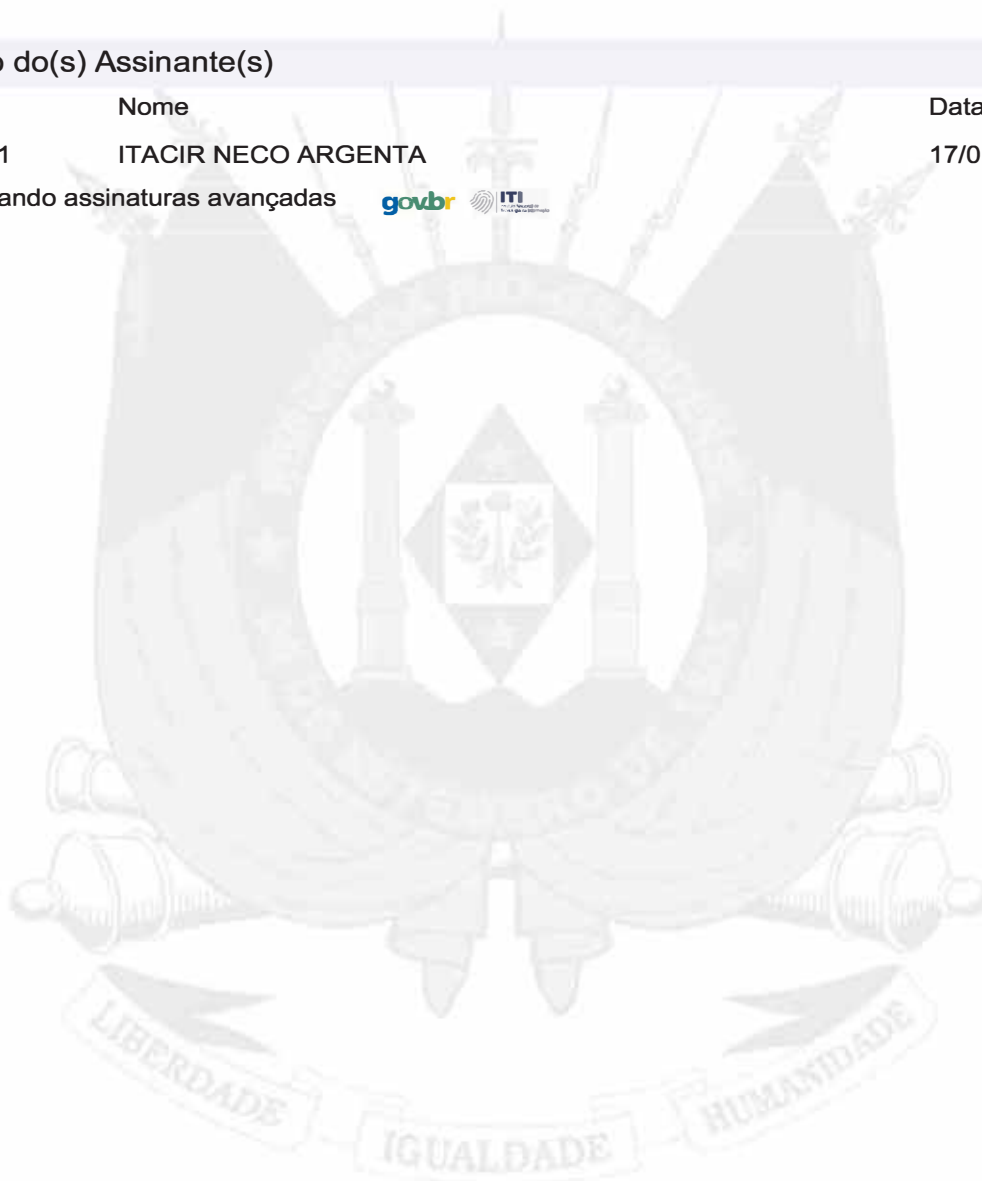 o do(s) Assinante(s)
Nome Data
1 ITACIR NECO ARGENTA 17/0
ando assinaturas avançadas gov.br ITI
LIBERDADE IGUALDADE HUMANIDADE